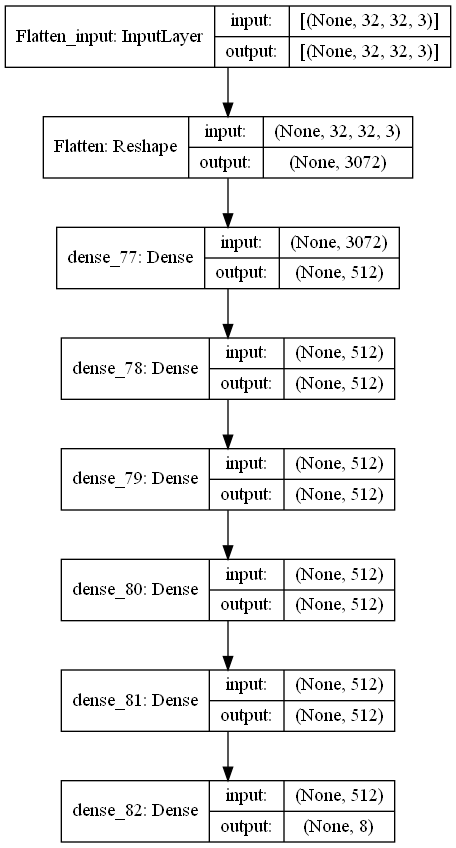 Flatten_input: InputLayer
input: [(None, 32, 32, 3)]
output: [(None, 32, 32, 3)]
Flatten: Reshape
input: (None, 32, 32, 3)
output: (None, 3072)
dense_77: Dense
input: (None, 3072)
output: (None, 512)
dense_78: Dense
input: (None, 512)
output: (None, 512)
dense_79: Dense
input: (None, 512)
output: (None, 512)
dense_80: Dense
input: (None, 512)
output: (None, 512)
dense_81: Dense
input: (None, 512)
output: (None, 512)
dense_82: Dense
input: (None, 512)
output: (None, 8)